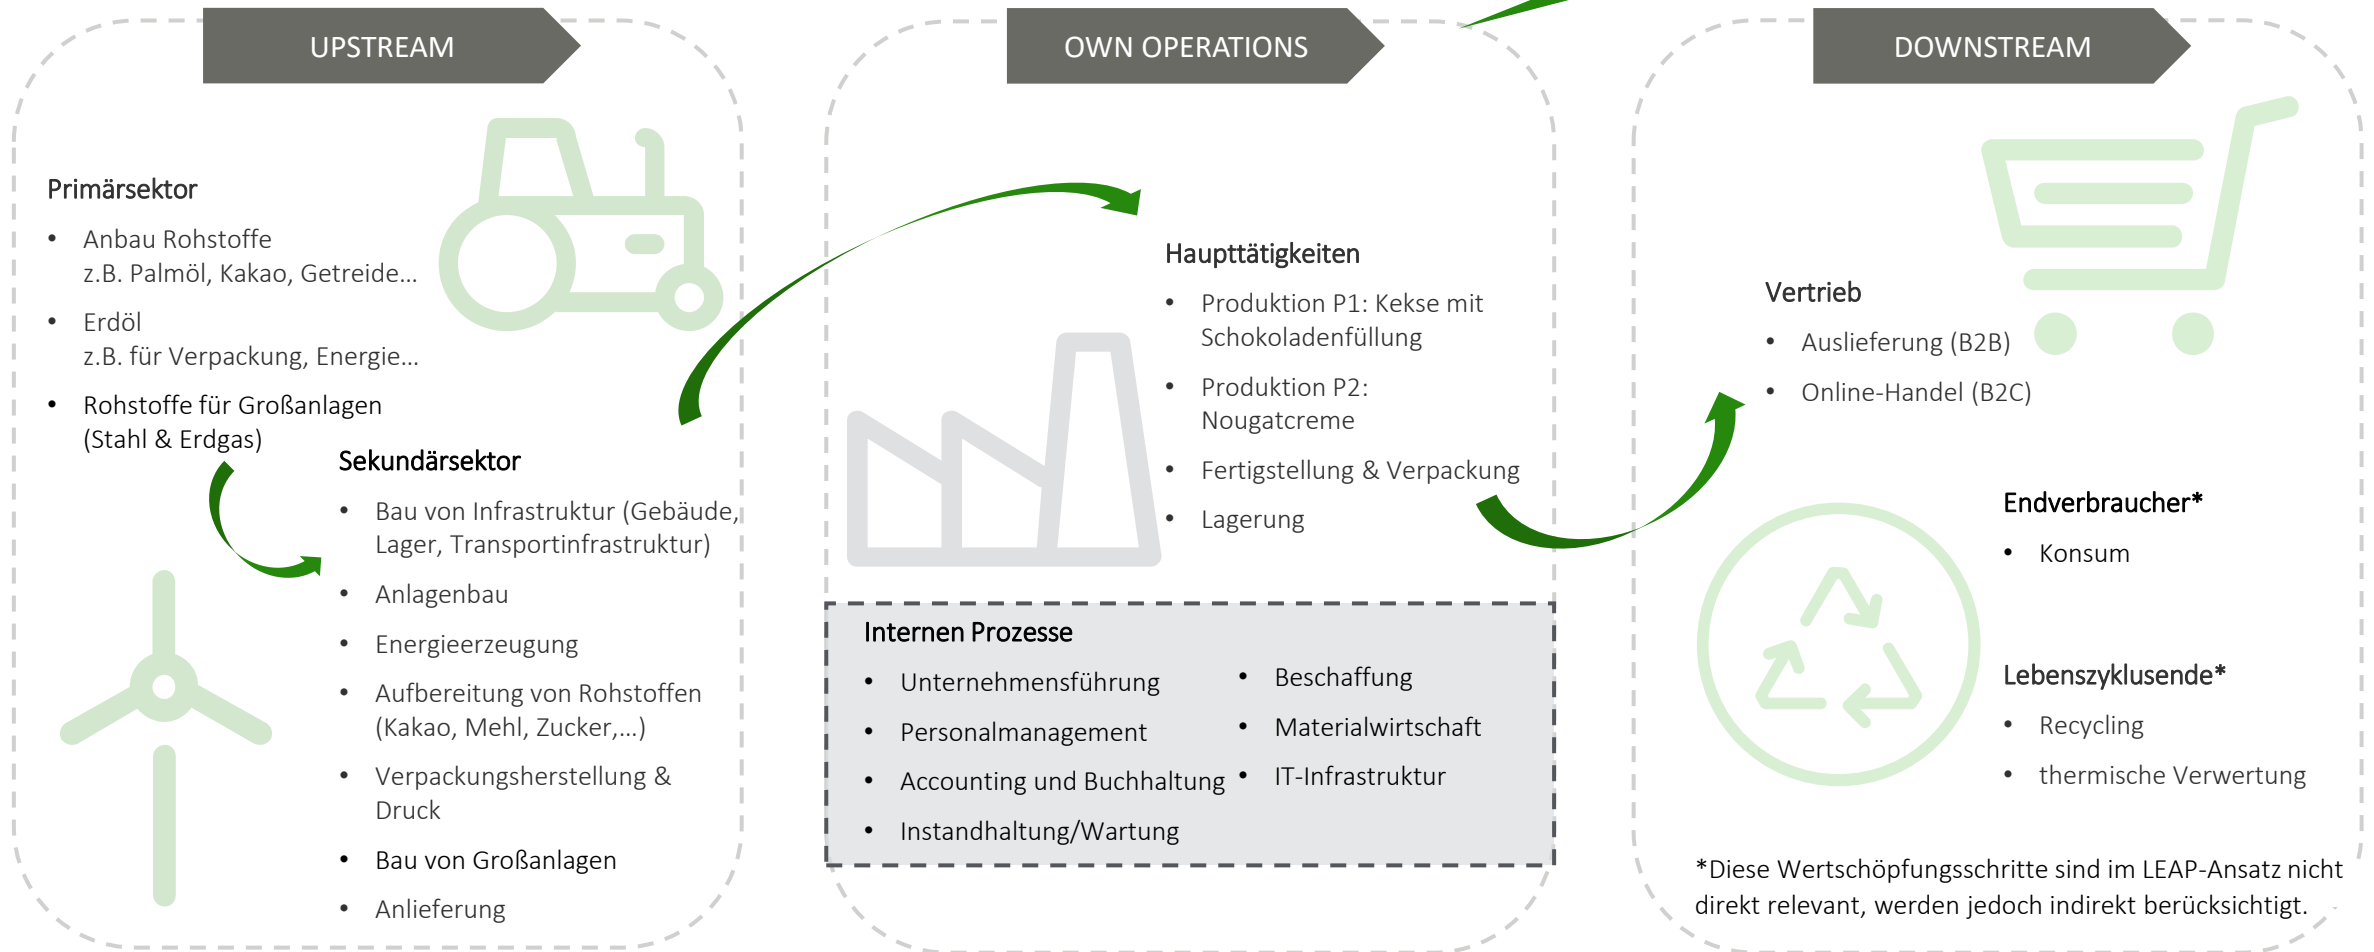 UPSTREAM
Primärsektor
• Anbau Rohstoffe
z.B. Palmöl, Kakao, Getreide...
• Erdöl
z.B. für Verpackung, Energie...
• Rohstoffe für Großanlagen
(Stahl & Erdgas)
Sekundärsektor
• Bau von Infrastruktur (Gebäude,
Lager, Transportinfrastruktur)
• Anlagenbau
• Energieerzeugung
• Aufbereitung von Rohstoffen
(Kakao, Mehl, Zucker,...)
• Verpackungsherstellung &
Druck
• Bau von Großanlagen
• Anlieferung
OWN OPERATIONS
Haupttätigkeiten
• Produktion P1: Kekse mit
Schokoladenfüllung
• Produktion P2:
Nougatcreme
• Fertigstellung & Verpackung
• Lagerung
Internen Prozesse
• Unternehmensführung
• Personalmanagement
• Accounting und Buchhaltung
• Instandhaltung/Wartung
• Beschaffung
• Materialwirtschaft
• IT-Infrastruktur
DOWNSTREAM
Vertrieb
• Auslieferung (B2B)
• Online-Handel (B2C)
Endverbraucher*
• Konsum
Lebenszyklusende*
• Recycling
• thermische Verwertung
*Diese Wertschöpfungsschritte sind im LEAP-Ansatz nicht
direkt relevant, werden jedoch indirekt berücksichtigt.